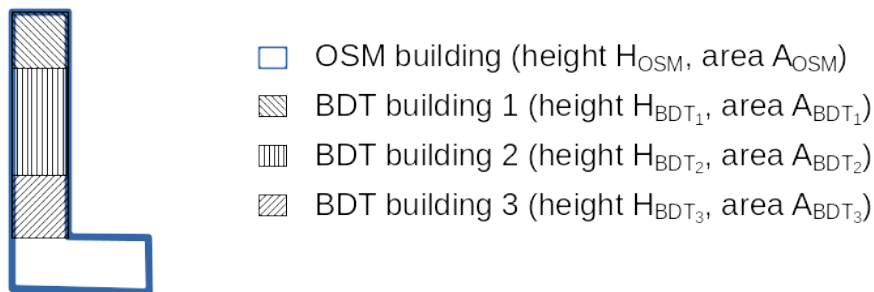 OSM building (height H_OSM, area A_OSM)
BDT building 1 (height H_BDT₁, area A_BDT₁)
BDT building 2 (height H_BDT₂, area A_BDT₂)
BDT building 3 (height H_BDT₃, area A_BDT₃)